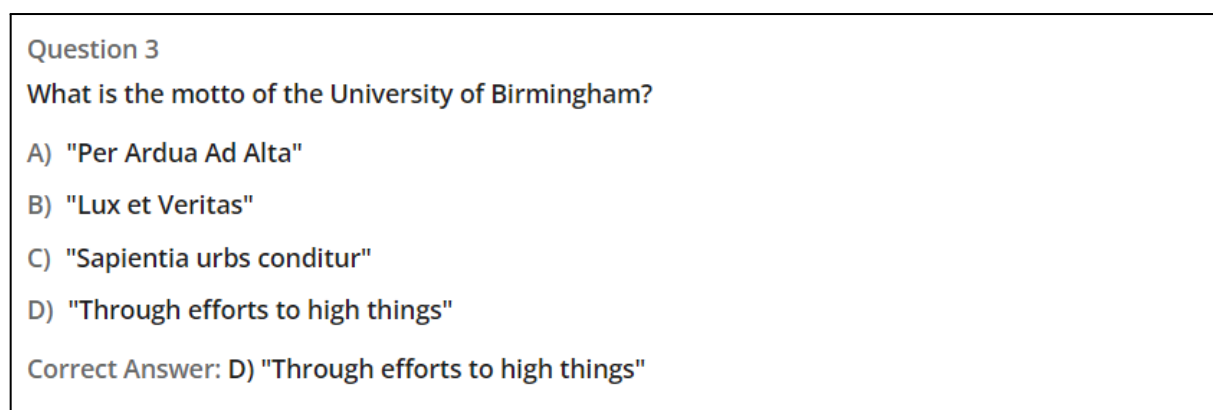 Question 3
What is the motto of the University of Birmingham?
A) "Per Ardua Ad Alta"
B) "Lux et Veritas"
C) "Sapientia urbs conditur"
D) "Through efforts to high things"
Correct Answer: D) "Through efforts to high things"